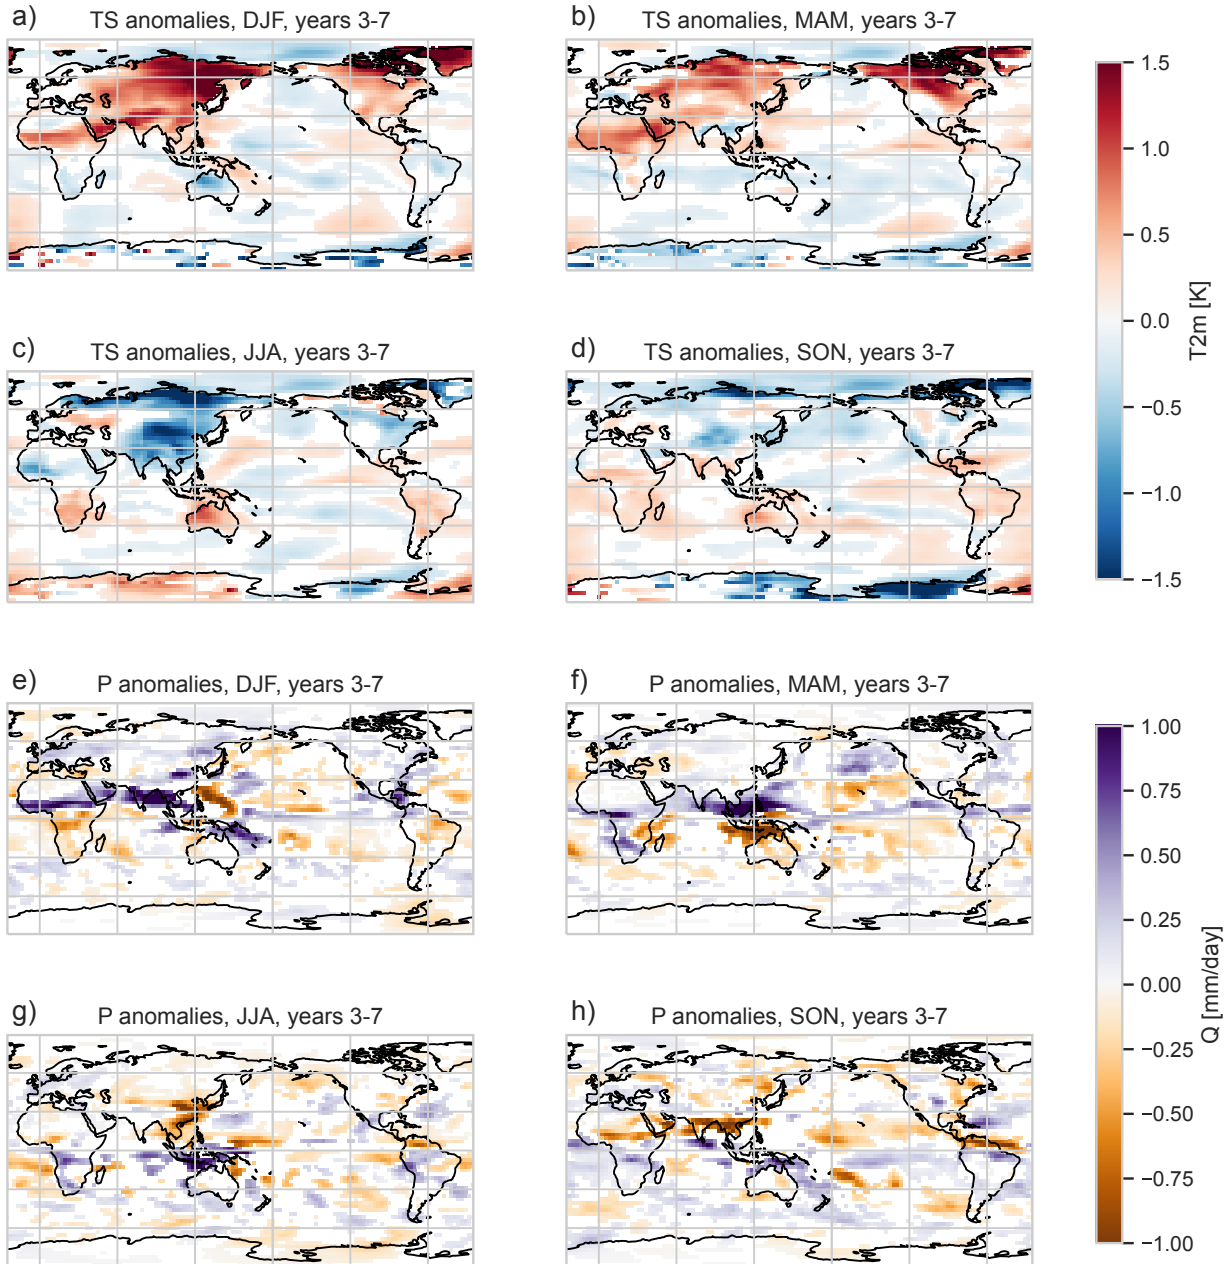 a) TS anomalies, DJF, years 3-7
b) TS anomalies, MAM, years 3-7
c) TS anomalies, JJA, years 3-7
d) TS anomalies, SON, years 3-7
1.5
1.0
0.5
0.0
−0.5
−1.0
−1.5
T2m [K]
e) P anomalies, DJF, years 3-7
f) P anomalies, MAM, years 3-7
g) P anomalies, JJA, years 3-7
h) P anomalies, SON, years 3-7
1.00
0.75
0.50
0.25
0.00
−0.25
−0.50
−0.75
−1.00
Q [mm/day]